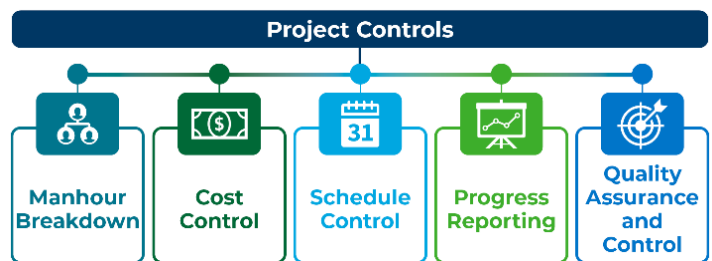 Project Controls
$
31
Manhour
Breakdown
Cost
Control
Schedule
Control
Progress
Reporting
Quality
Assurance
and
Control